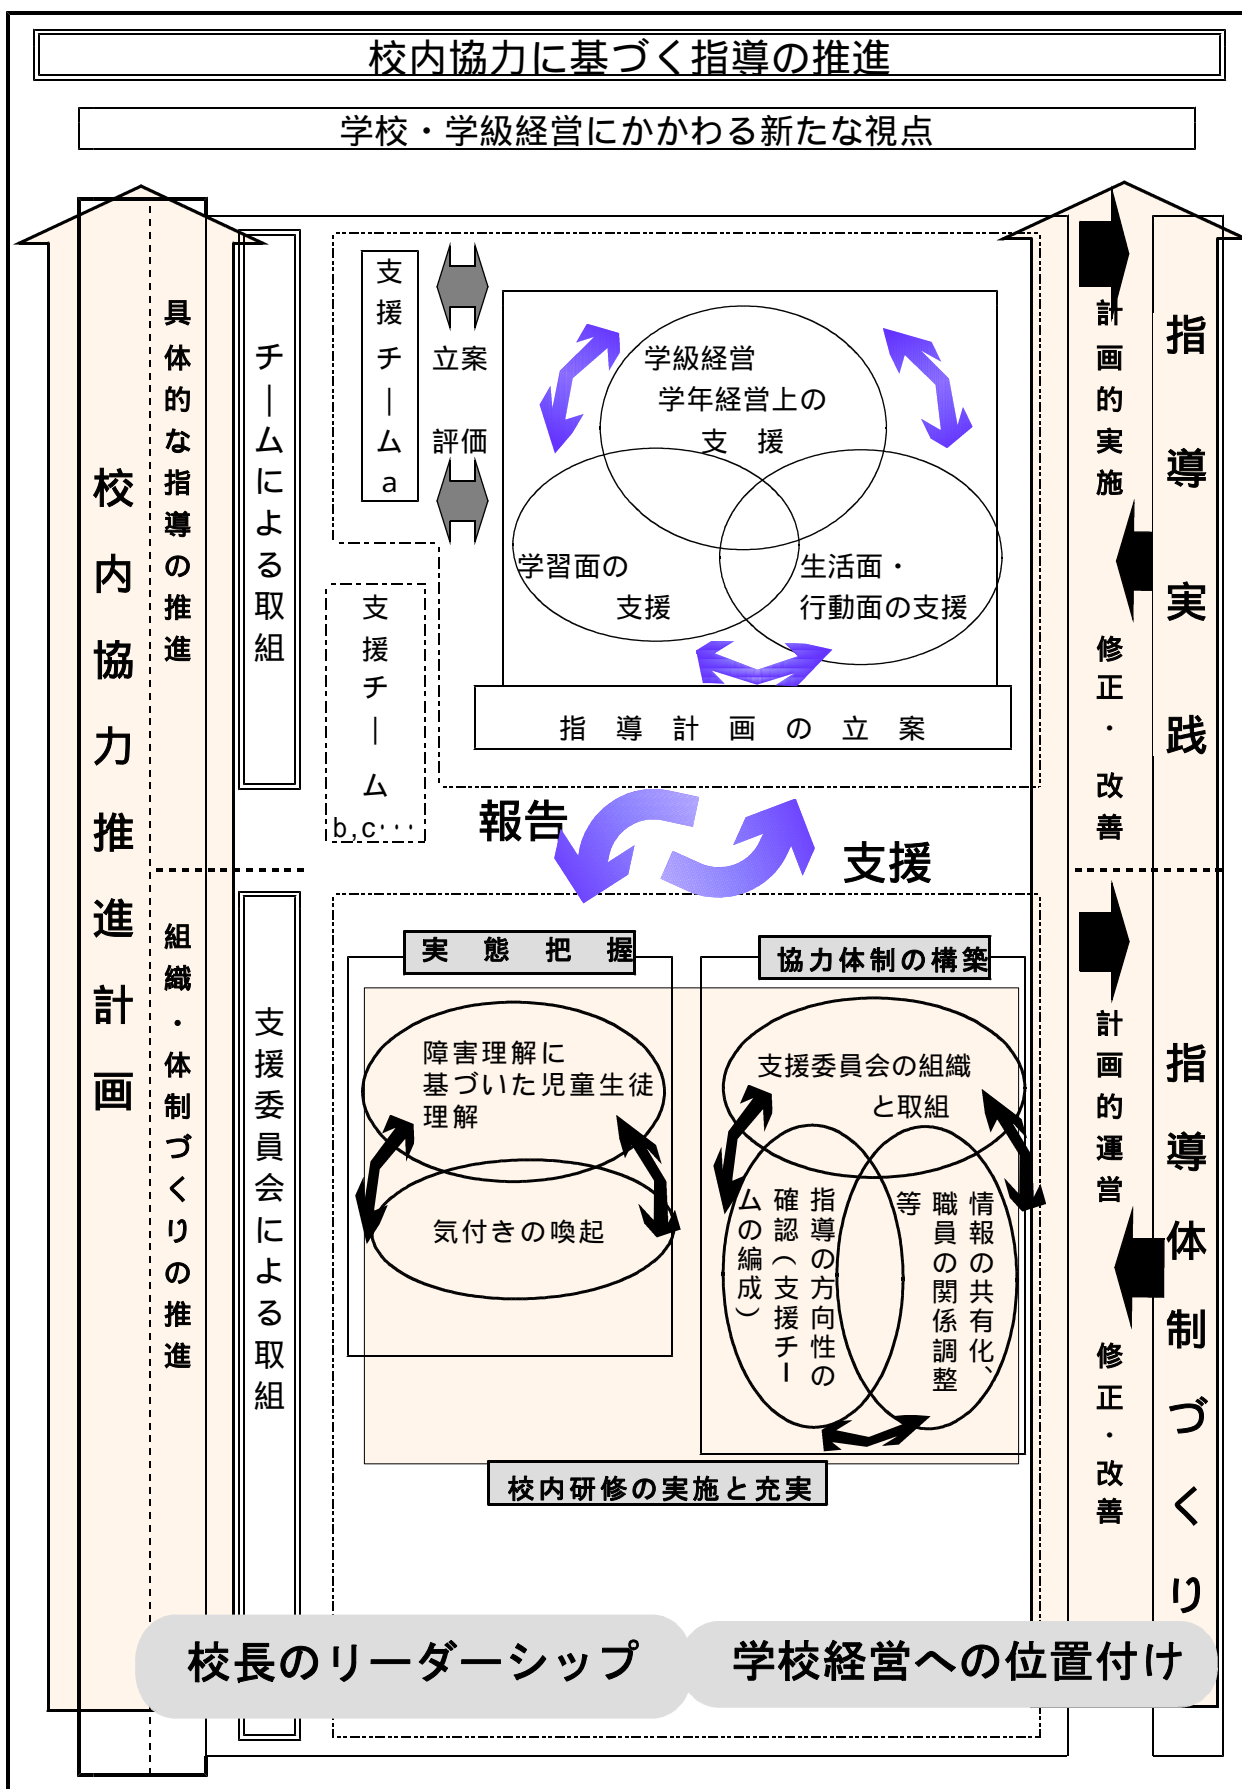 校内協力に基づく指導の推進
学校・学級経営にかかわる新たな視点
校内協力推進計画
具体的な指導の推進
組織・体制づくりの推進
チームによる取組
支援委員会による取組
支援チームa
立案
評価
支援チームb,c･･･
学級経営
学年経営上の
支　援
学習面の
支援
生活面・
行動面の支援
指　導　計　画　の　立　案
報告
支援
実　態　把　握
障害理解に
基づいた児童生徒
理解
気付きの喚起
協力体制の構築
支援委員会の組織
と取組
指導の方向性の
確認（支援チー
ムの編成）
情報の共有化、
職員の関係調整
等
校内研修の実施と充実
計画的実施
修正・改善
計画的運営
修正・改善
指導実践
指導体制づくり
校長のリーダーシップ
学校経営への位置付け